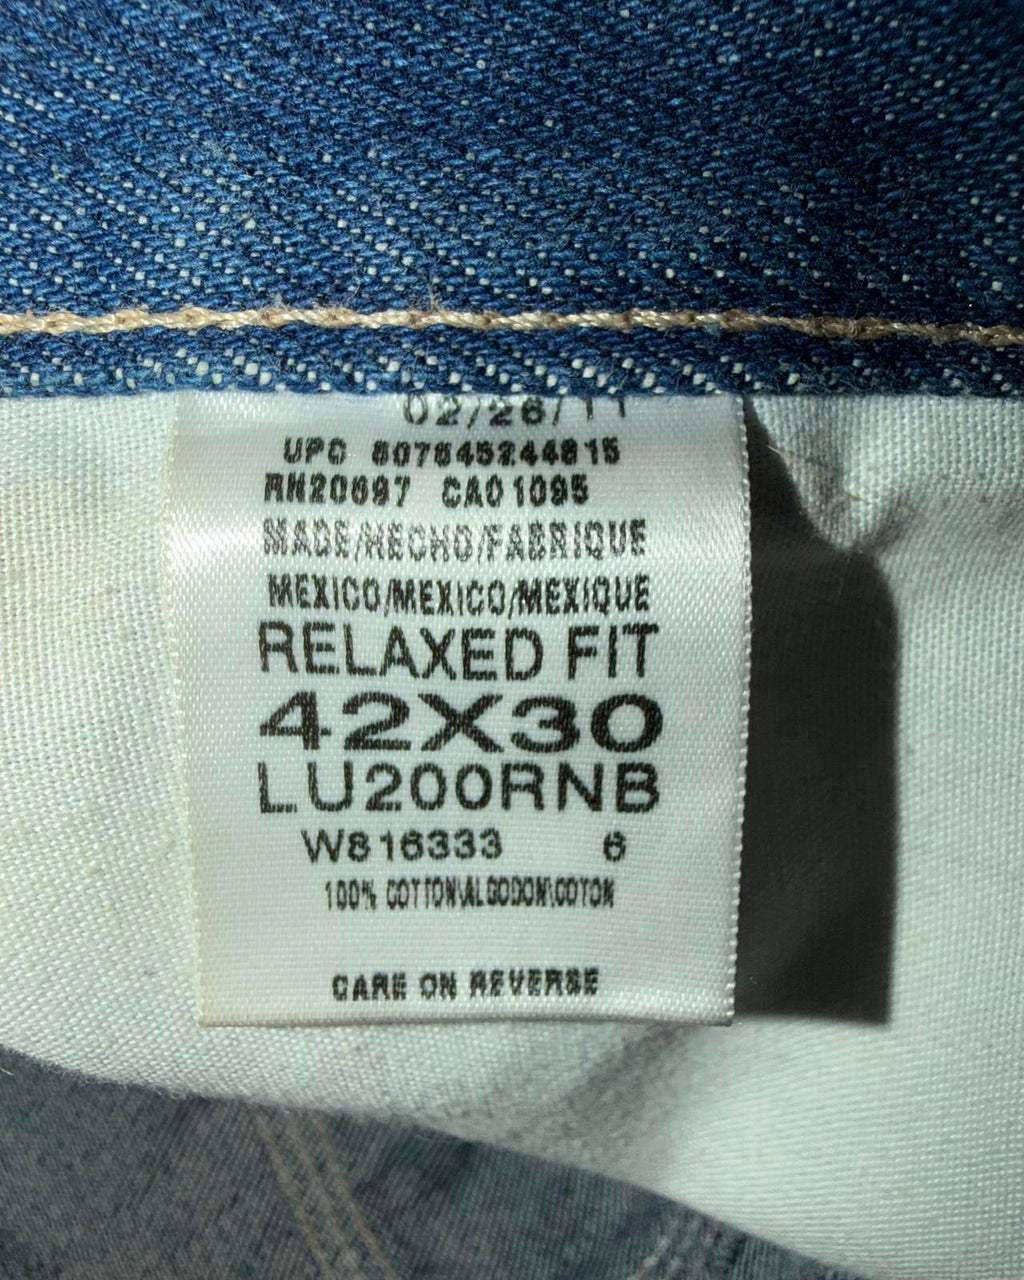 02/26/11
UPC 607645244815
RN20697 CA01095
MADE/HECHO/FABRIQUE
MEXICO/MEXICO/MEXIQUE
RELAXED FIT
42X30
LU200RNB
W816333 6
100% COTTON\ALGODON\COTON
CARE ON REVERSE